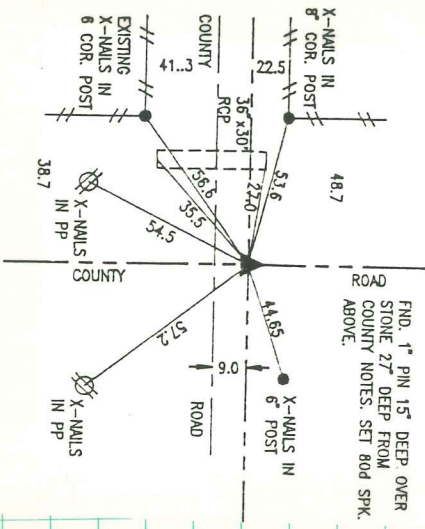 FND. 1" PIN 15" DEEP. OVER
STONE 27" DEEP FROM
COUNTY NOTES. SET 80d SPK.
ABOVE.
ROAD
X-NAILS IN
6" POST
44.65
9.0
ROAD
X-NAILS IN
8" COR. POST
48.7
53.6
22.5
27.0
36"x30'
RCP
COUNTY
41..3
56.6
35.5
EXISTING
X-NAILS IN
6 COR. POST
54.5
COUNTY
38.7
X-NAILS
IN PP
57.2
X-NAILS
IN PP